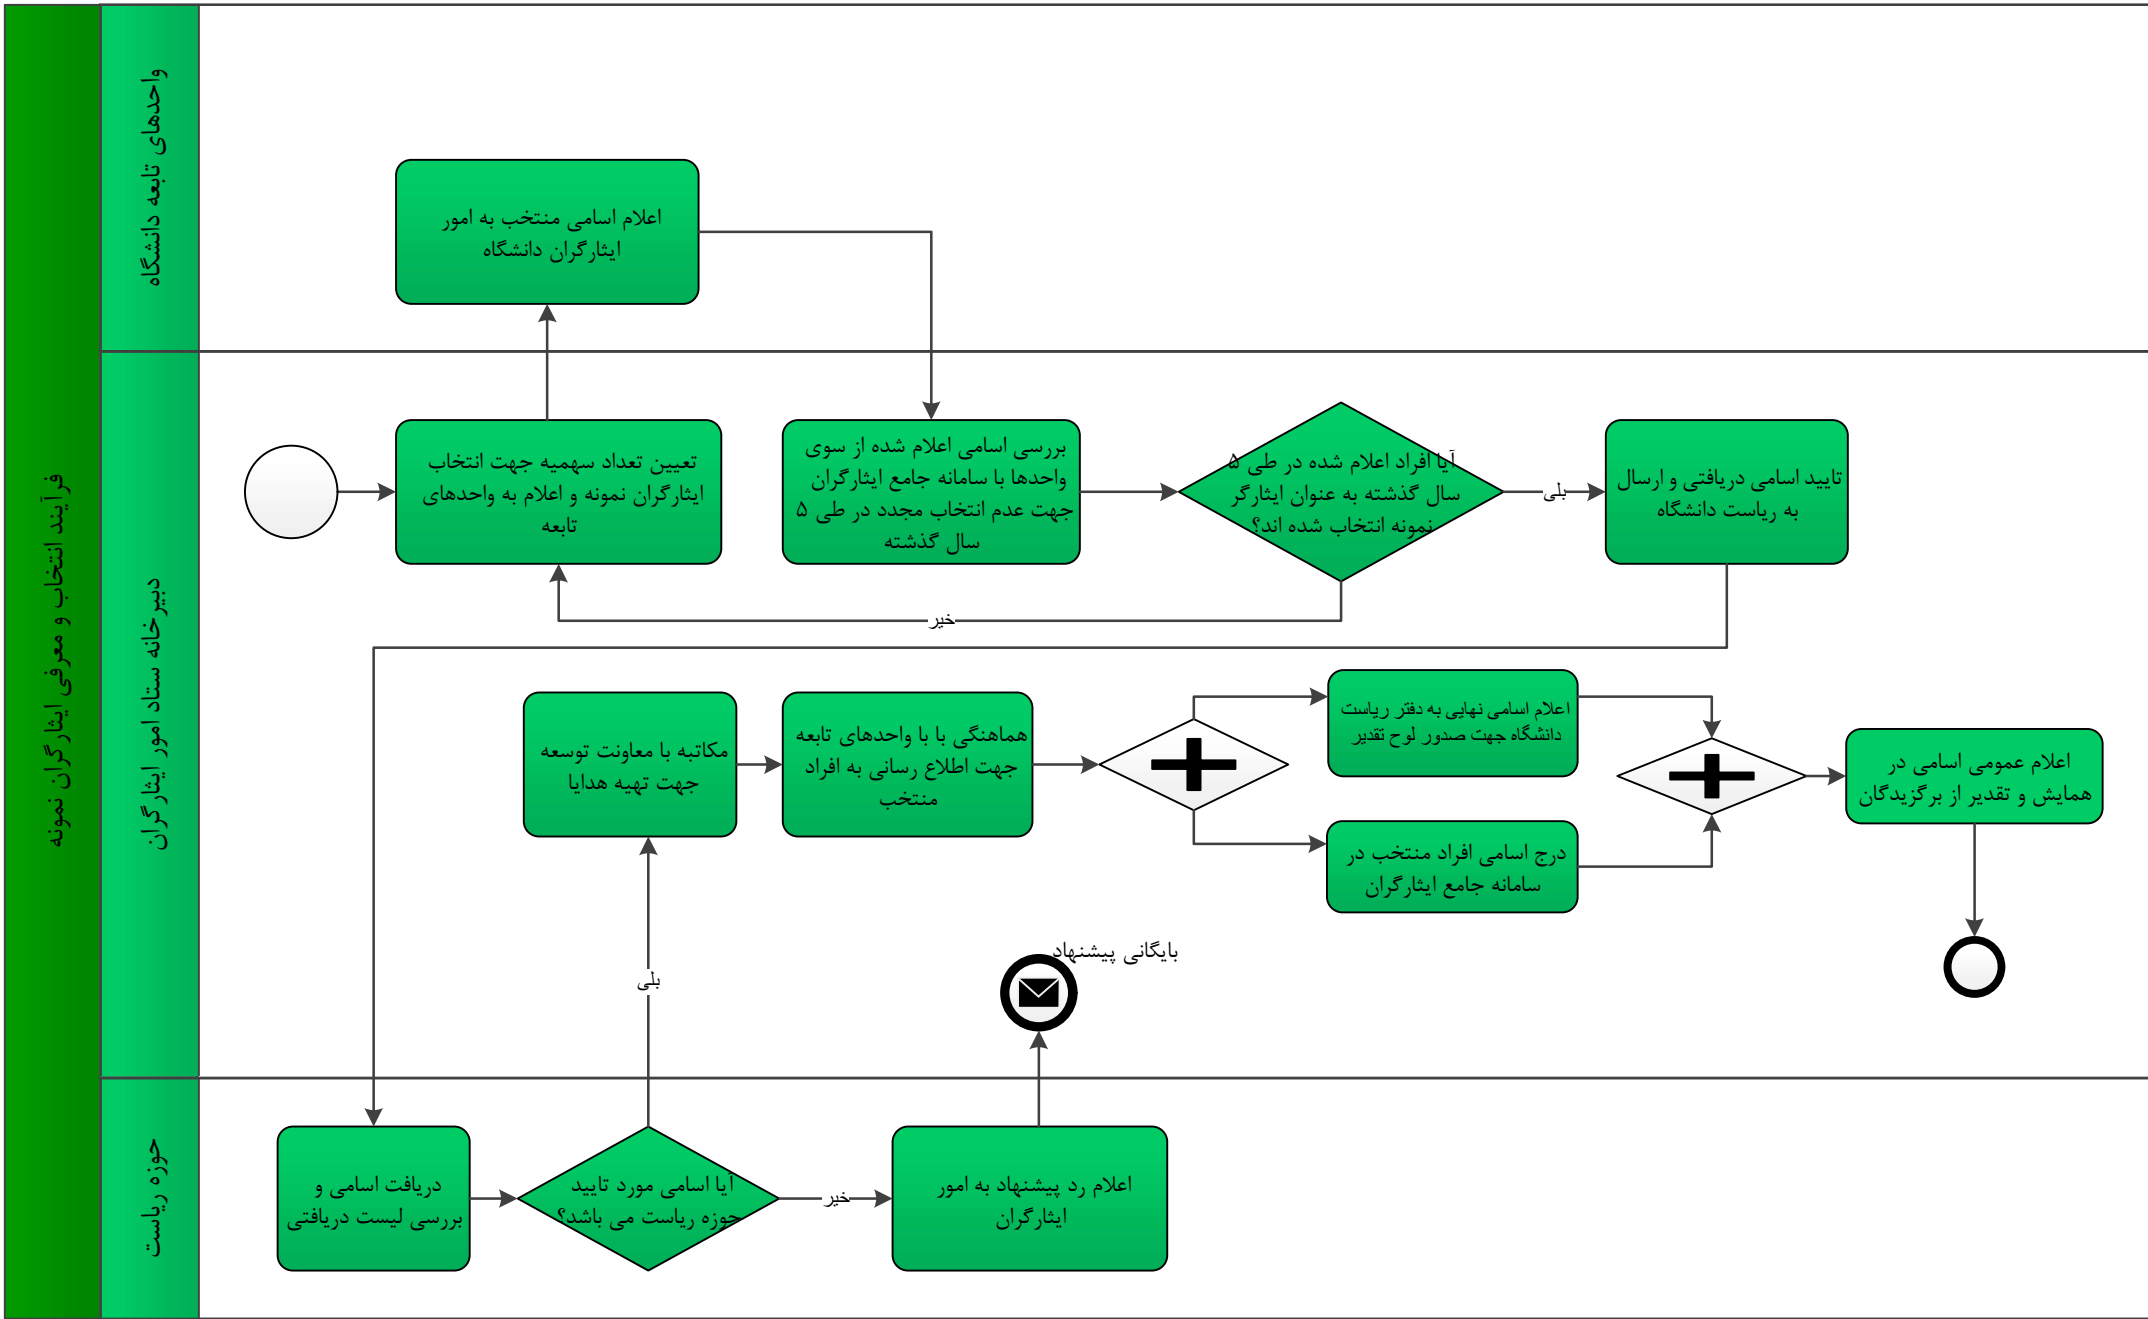 فرآیند انتخاب و معرفی ایثارگران نمونه
واحدهای تابعه دانشگاه
اعلام اسامی منتخب به امور
ایثارگران دانشگاه
دبیرخانه ستاد امور ایثارگران
تعیین تعداد سهمیه جهت انتخاب
ایثارگران نمونه و اعلام به واحدهای
تابعه
بررسی اسامی اعلام شده از سوی
واحدها با سامانه جامع ایثارگران
جهت عدم انتخاب مجدد در طی ۵
سال گذشته
آیا افراد اعلام شده در طی ۵
سال گذشته به عنوان ایثارگر
نمونه انتخاب شده اند؟
بلی
تایید اسامی دریافتی و ارسال
به ریاست دانشگاه
خیر
مکاتبه با معاونت توسعه
جهت تهیه هدایا
هماهنگی با با واحدهای تابعه
جهت اطلاع رسانی به افراد
منتخب
اعلام اسامی نهایی به دفتر ریاست
دانشگاه جهت صدور لوح تقدیر
درج اسامی افراد منتخب در
سامانه جامع ایثارگران
اعلام عمومی اسامی در
همایش و تقدیر از برگزیدگان
بایگانی پیشنهاد
بلی
حوزه ریاست
دریافت اسامی و
بررسی لیست دریافتی
آیا اسامی مورد تایید
حوزه ریاست می باشد؟
خیر
اعلام رد پیشنهاد به امور
ایثارگران